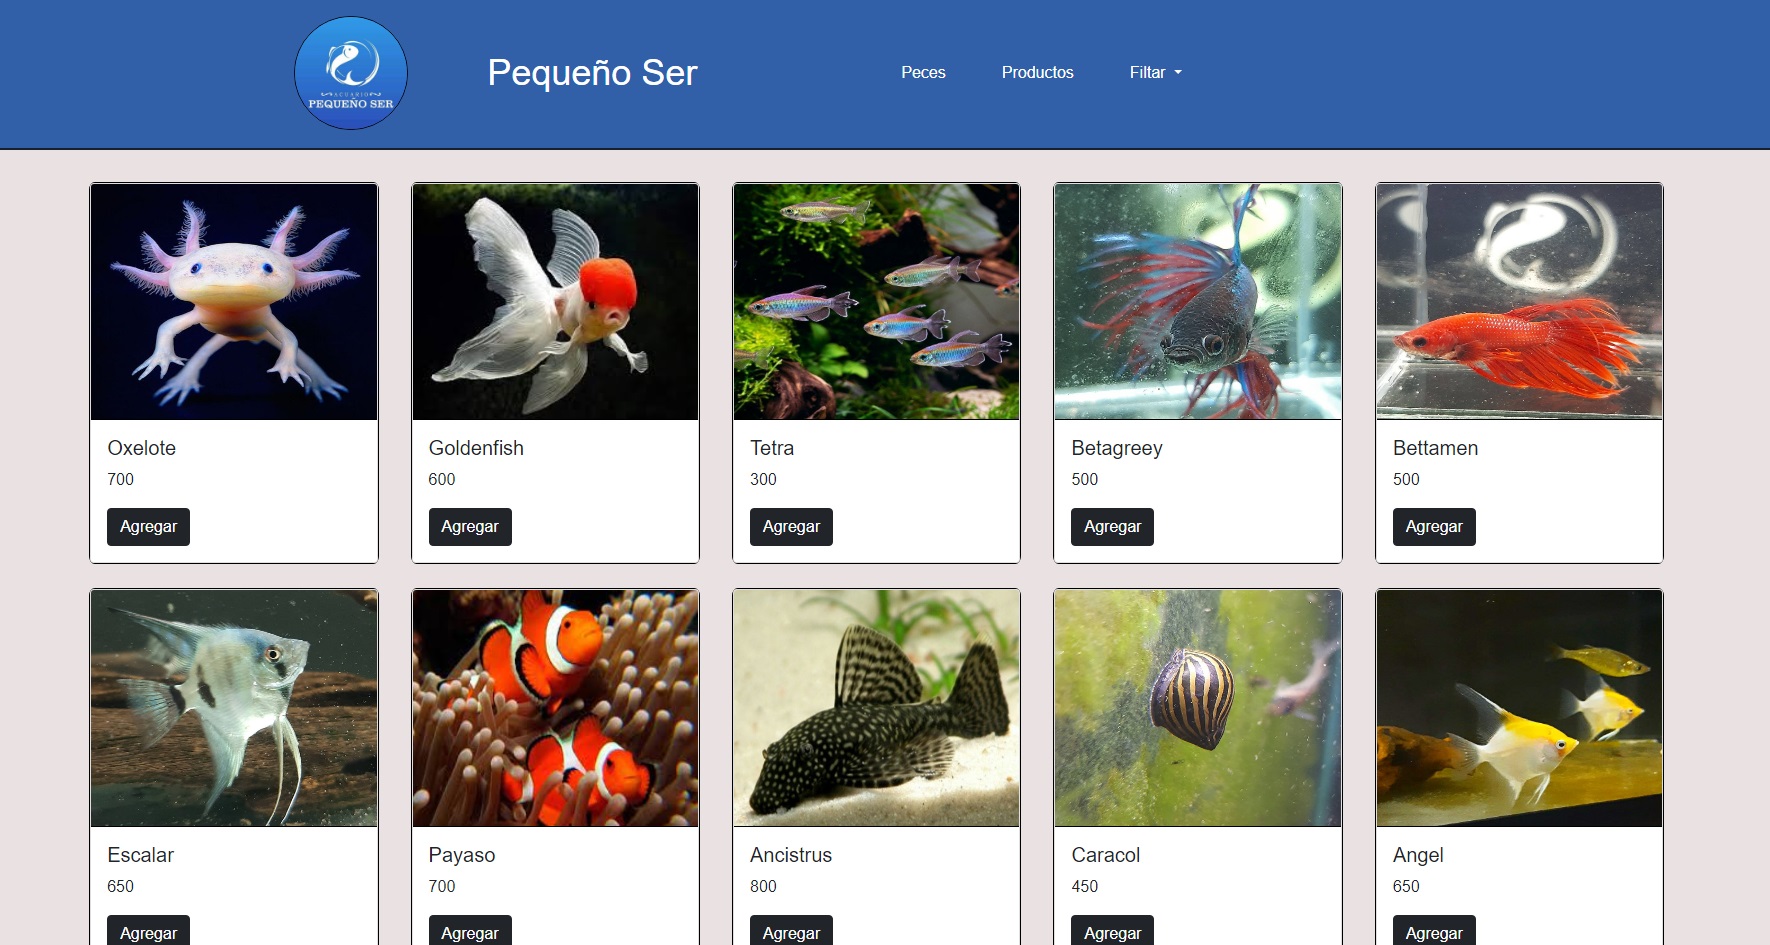 ACUARIO
PEQUEÑO SER
Pequeño Ser
Peces
Productos
Filtar
Oxelote
700
Agregar
Goldenfish
600
Agregar
Tetra
300
Agregar
Betagreey
500
Agregar
Bettamen
500
Agregar
Escalar
650
Agregar
Payaso
700
Agregar
Ancistrus
800
Agregar
Caracol
450
Agregar
Angel
650
Agregar